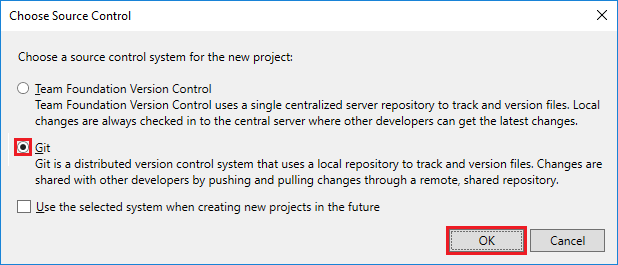 Choose Source Control
Choose a source control system for the new project:
Team Foundation Version Control
Team Foundation Version Control uses a single centralized server repository to track and version files. Local
changes are always checked in to the central server where other developers can get the latest changes.
Git
Git is a distributed version control system that uses a local repository to track and version files. Changes are
shared with other developers by pushing and pulling changes through a remote, shared repository.
Use the selected system when creating new projects in the future
OK
Cancel